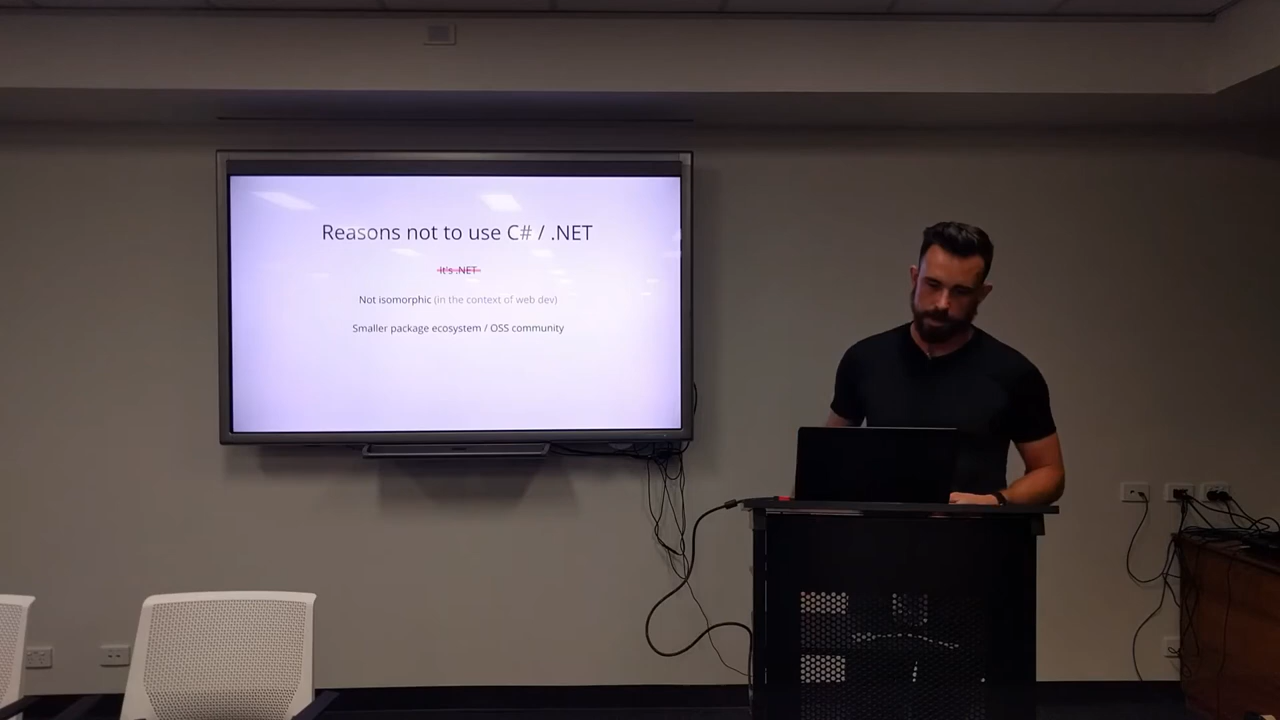 Reasons not to use C# / .NET
It's .NET
Not isomorphic (in the context of web dev)
Smaller package ecosystem / OSS community